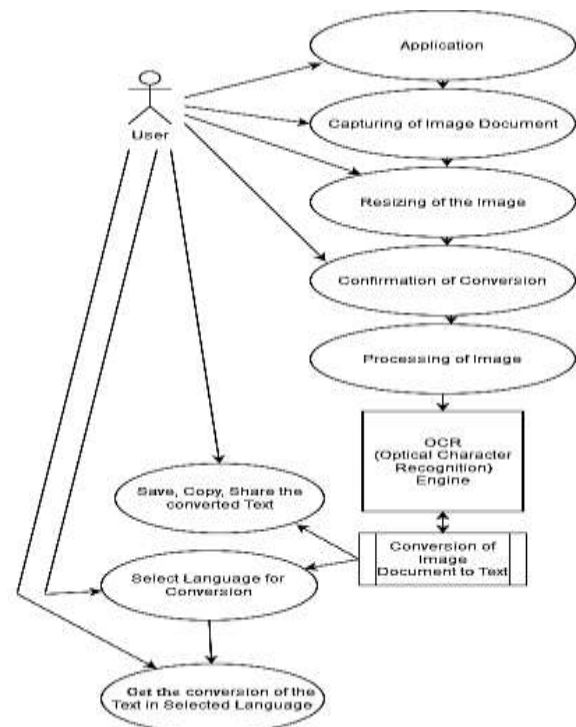 Application
User
Capturing of Image Document
Resizing of the Image
Confirmation of Conversion
Processing of Image
OCR
(Optical Character
Recognition)
Engine
Save, Copy, Share the
converted Text
Conversion of
Image
Document to Text
Select Language for
Conversion
Get the conversion of the
Text in Selected Language